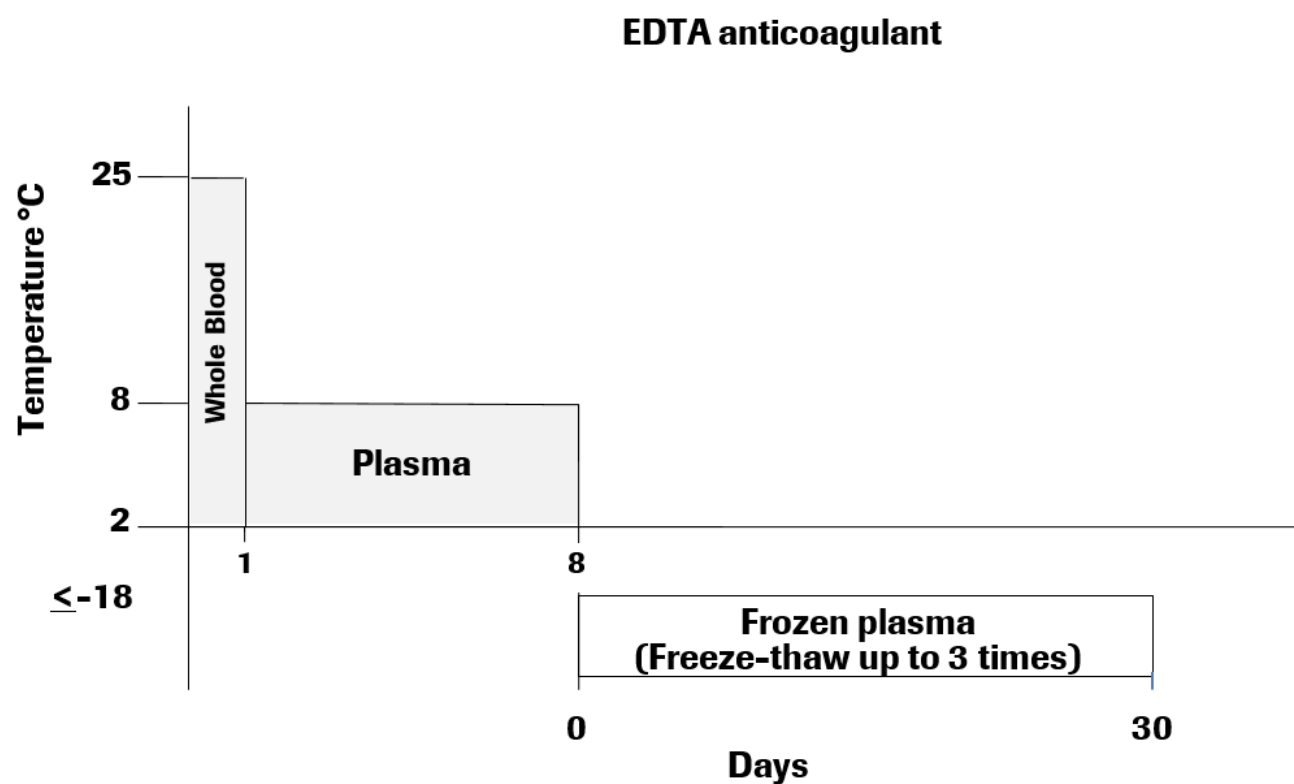 EDTA anticoagulant
Temperature °C
25
8
2
≤-18
Whole Blood
Plasma
1
8
Frozen plasma
(Freeze-thaw up to 3 times)
0
30
Days